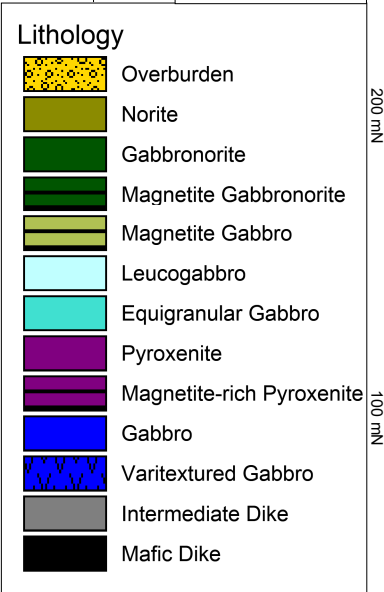 Lithology
Overburden
Norite
Gabbronorite
Magnetite Gabbronorite
Magnetite Gabbro
Leucogabbro
Equigranular Gabbro
Pyroxenite
Magnetite-rich Pyroxenite
Gabbro
Varitextured Gabbro
Intermediate Dike
Mafic Dike
200 mN
100 mN